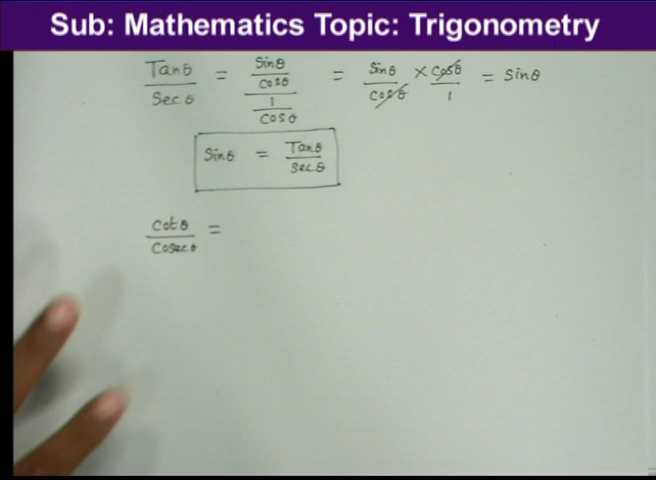 Sub: Mathematics Topic: Trigonometry
Tanθ / Secθ = (Sinθ / Cosθ) / (1 / Cosθ) = Sinθ / Cosθ × Cosθ / 1 = Sinθ
Sinθ = Tanθ / Secθ
Cotθ / Cosecθ =